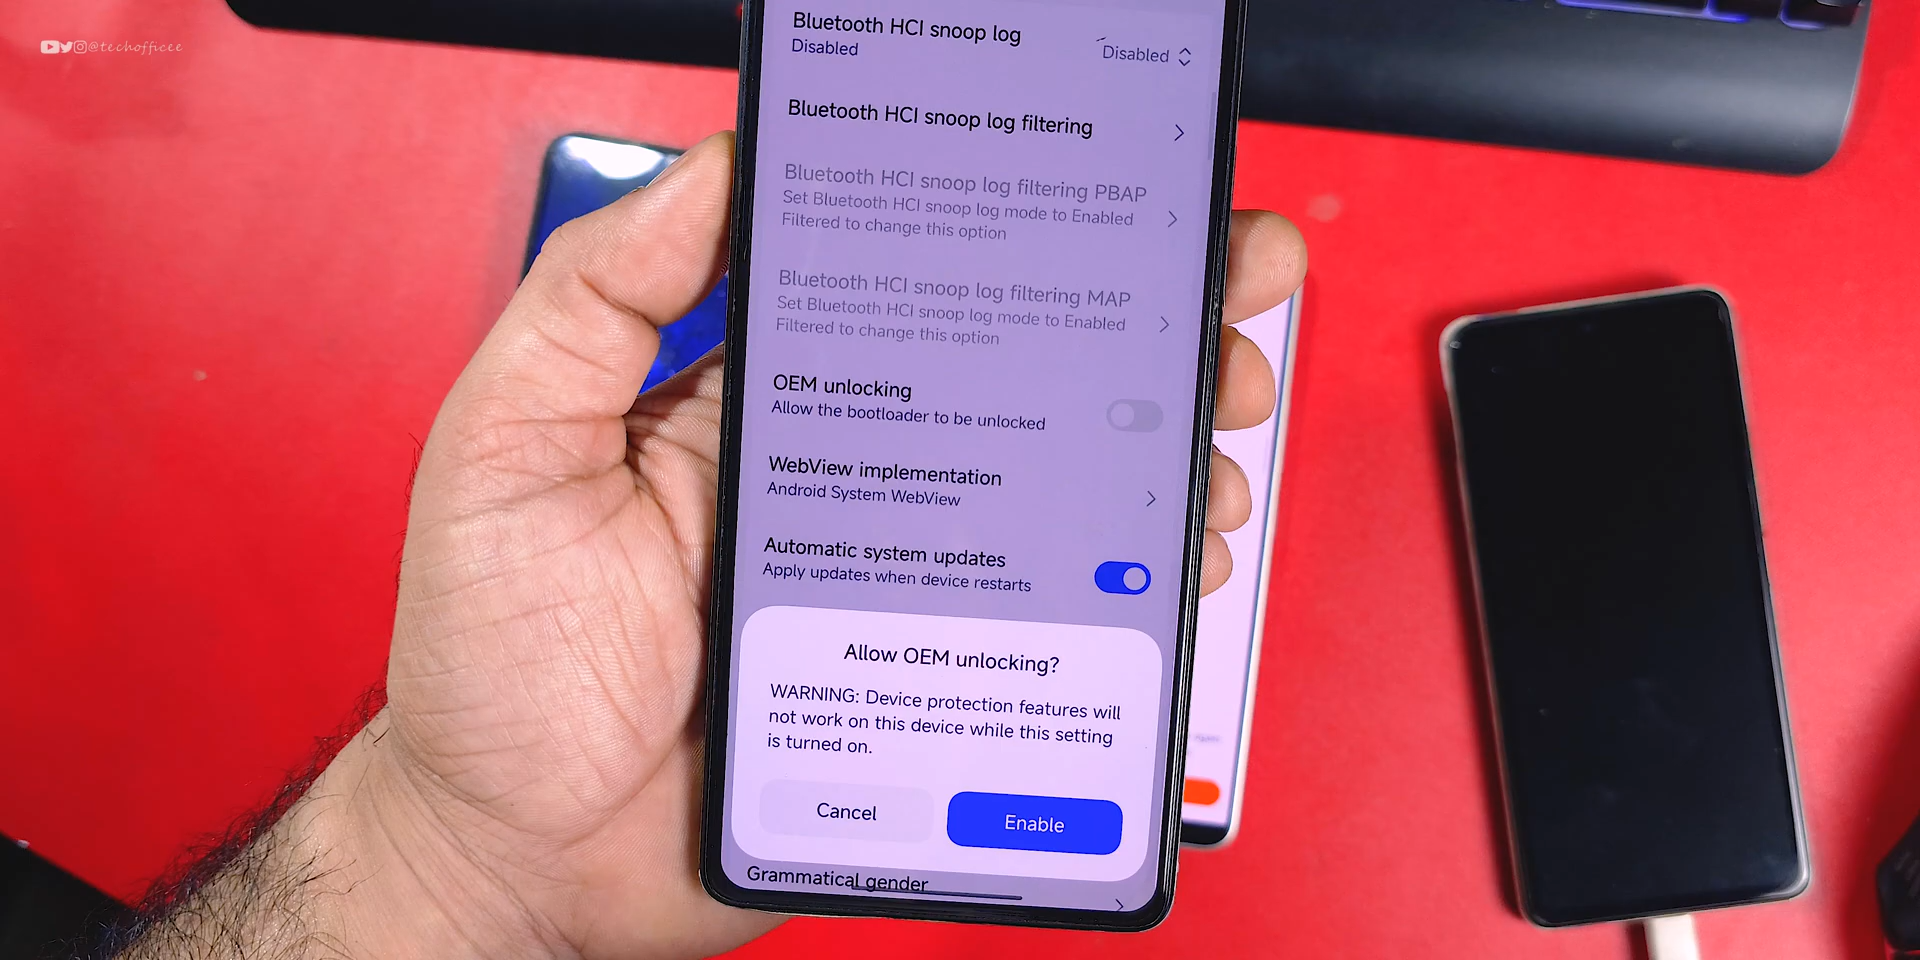 @techofficee
Bluetooth HCI snoop log
Disabled
Disabled
Bluetooth HCI snoop log filtering
Bluetooth HCI snoop log filtering PBAP
Set Bluetooth HCI snoop log mode to Enabled
Filtered to change this option
Bluetooth HCI snoop log filtering MAP
Set Bluetooth HCI snoop log mode to Enabled
Filtered to change this option
OEM unlocking
Allow the bootloader to be unlocked
WebView implementation
Android System WebView
Automatic system updates
Apply updates when device restarts
Allow OEM unlocking?
WARNING: Device protection features will
not work on this device while this setting
is turned on.
Cancel
Enable
Grammatical gender